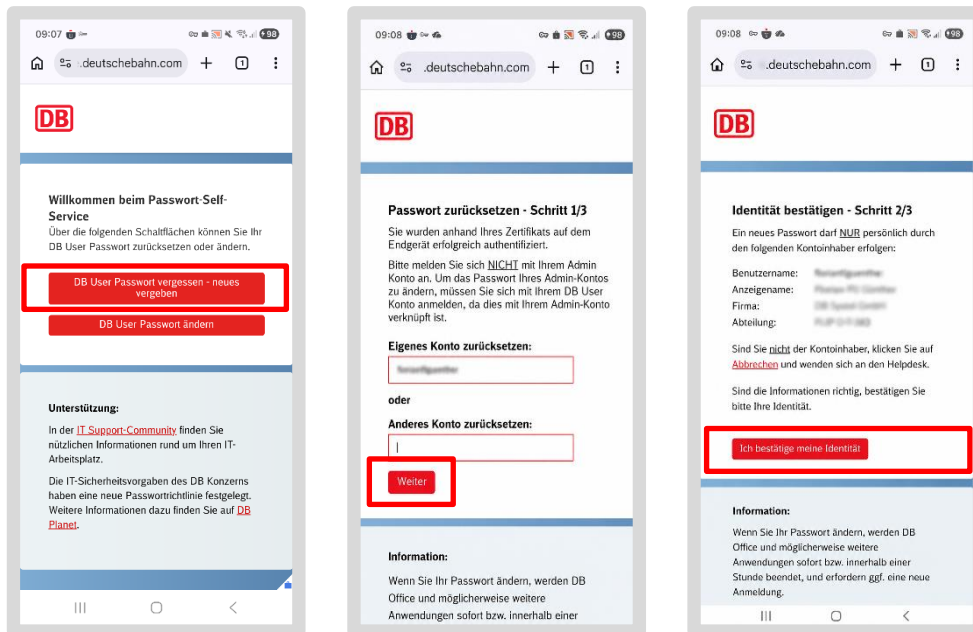 09:07
98
.deutschebahn.com
1
DB
Willkommen beim Passwort-Self-
Service
Über die folgenden Schaltflächen können Sie Ihr
DB User Passwort zurücksetzen oder ändern.
DB User Passwort vergessen - neues
vergeben
DB User Passwort ändern
Unterstützung:
In der IT Support-Community finden Sie
nützlichen Informationen rund um Ihren IT-
Arbeitsplatz.
Die IT-Sicherheitsvorgaben des DB Konzerns
haben eine neue Passwortrichtlinie festgelegt.
Weitere Informationen dazu finden Sie auf DB
Planet.
09:08
98
.deutschebahn.com
1
DB
Passwort zurücksetzen - Schritt 1/3
Sie wurden anhand Ihres Zertifikats auf dem
Endgerät erfolgreich authentifiziert.
Bitte melden Sie sich NICHT mit Ihrem Admin
Konto an. Um das Passwort Ihres Admin-Kontos
zu ändern, müssen Sie sich mit Ihrem DB User
Konto anmelden, da dies mit Ihrem Admin-Konto
verknüpft ist.
Eigenes Konto zurücksetzen:
oder
Anderes Konto zurücksetzen:
Weiter
Information:
Wenn Sie Ihr Passwort ändern, werden DB
Office und möglicherweise weitere
Anwendungen sofort bzw. innerhalb einer
09:08
98
.deutschebahn.com
1
DB
Identität bestätigen - Schritt 2/3
Ein neues Passwort darf NUR persönlich durch
den folgenden Kontoinhaber erfolgen:
Benutzername:
Anzeigename:
Firma:
Abteilung:
Sind Sie nicht der Kontoinhaber, klicken Sie auf
Abbrechen und wenden sich an den Helpdesk.
Sind die Informationen richtig, bestätigen Sie
bitte Ihre Identität.
Ich bestätige meine Identität
Information:
Wenn Sie Ihr Passwort ändern, werden DB
Office und möglicherweise weitere
Anwendungen sofort bzw. innerhalb einer
Stunde beendet, und erfordern ggf. eine neue
Anmeldung.